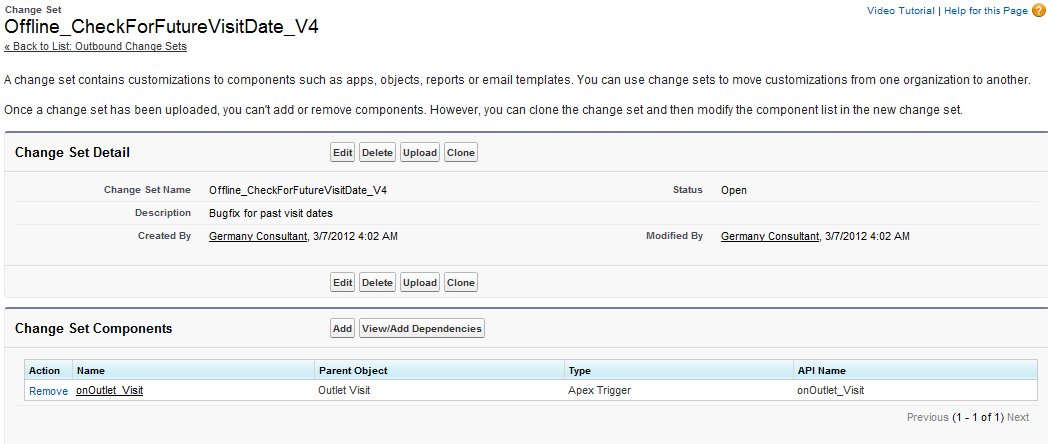 Change Set
Video Tutorial | Help for this Page ?
Offline_CheckForFutureVisitDate_V4
« Back to List: Outbound Change Sets
A change set contains customizations to components such as apps, objects, reports or email templates. You can use change sets to move customizations from one organization to another.
Once a change set has been uploaded, you can't add or remove components. However, you can clone the change set and then modify the component list in the new change set.
Change Set Detail Edit Delete Upload Clone
Change Set Name Offline_CheckForFutureVisitDate_V4 Status Open
Description Bugfix for past visit dates
Created By Germany Consultant, 3/7/2012 4:02 AM Modified By Germany Consultant, 3/7/2012 4:02 AM
Edit Delete Upload Clone
Change Set Components Add View/Add Dependencies
Action Name Parent Object Type API Name
Remove onOutlet_Visit Outlet Visit Apex Trigger onOutlet_Visit
Previous (1 - 1 of 1) Next